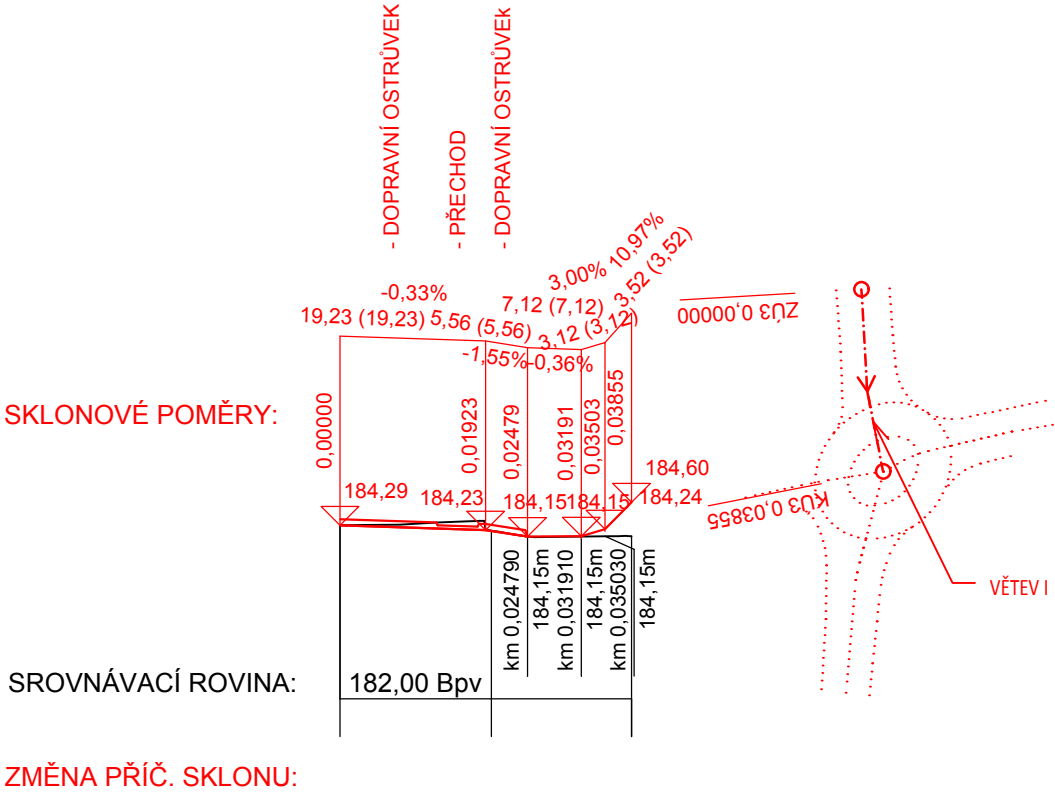 - DOPRAVNÍ OSTRŮVEK
- PŘECHOD
- DOPRAVNÍ OSTRŮVEk
-0,33%
3,00%
10,97%
19,23 (19,23)
5,56 (5,56)
7,12 (7,12)
3,12 (3,12)
3,52 (3,52)
-1,55%
-0,36%
ZÚ3 0,00000
SKLONOVÉ POMĚRY:
0,00000
0,01923
0,02479
0,03191
0,03503
0,03855
184,29
184,23
184,15
184,15
184,24
184,60
KÚ3 0,03855
VĚTEV I
km 0,024790
184,15m
km 0,031910
184,15m
km 0,035030
184,15m
SROVNÁVACÍ ROVINA:
182,00 Bpv
ZMĚNA PŘÍČ. SKLONU: